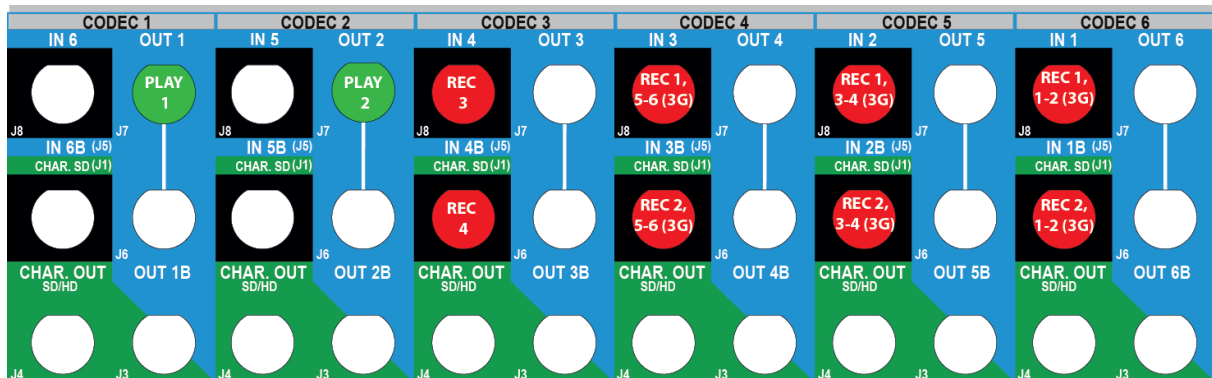 CODEC 1 CODEC 2 CODEC 3 CODEC 4 CODEC 5 CODEC 6
IN 6 OUT 1 IN 5 OUT 2 IN 4 OUT 3 IN 3 OUT 4 IN 2 OUT 5 IN 1 OUT 6
PLAY PLAY REC REC 1, REC 1, REC 1,
1 2 3 5-6 (3G) 3-4 (3G) 1-2 (3G)
J8 J7 J8 J7 J8 J7 J8 J7 J8 J7 J8 J7
IN 6B (J5) IN 5B (J5) IN 4B (J5) IN 3B (J5) IN 2B (J5) IN 1B (J5)
CHAR. SD (J1) CHAR. SD (J1) CHAR. SD (J1) CHAR. SD (J1) CHAR. SD (J1) CHAR. SD (J1)
REC REC 2, REC 2, REC 2,
4 5-6 (3G) 3-4 (3G) 1-2 (3G)
J6 J6 J6 J6 J6 J6
CHAR. OUT OUT 1B CHAR. OUT OUT 2B CHAR. OUT OUT 3B CHAR. OUT OUT 4B CHAR. OUT OUT 5B CHAR. OUT OUT 6B
SD/HD SD/HD SD/HD SD/HD SD/HD SD/HD
J4 J3 J4 J3 J4 J3 J4 J3 J4 J3 J4 J3